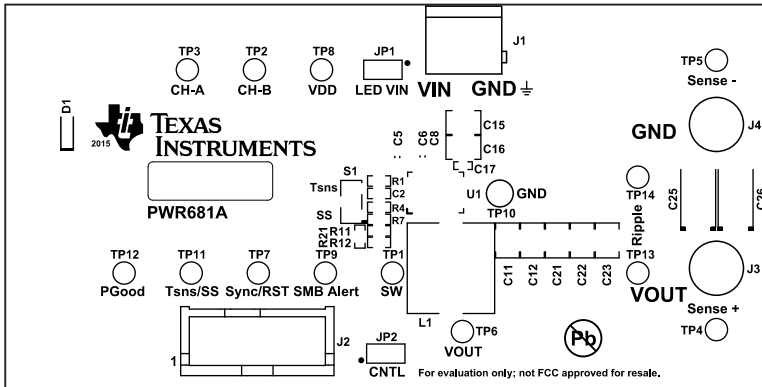 TP3
CH-A
TP2
CH-B
TP8
VDD
JP1
LED VIN
J1
VIN
GND
TP5
Sense -
D1
2015
TEXAS
INSTRUMENTS
PWR681A
GND
J4
C5
C6
C8
C15
C16
C17
S1
Tsns
SS
R1
C2
R4
R7
R21
R11
R12
U1
GND
TP10
TP14
Ripple
TP13
C25
C26
TP12
PGood
TP11
Tsns/SS
TP7
Sync/RST
TP9
SMB Alert
TP1
SW
C11
C12
C21
C22
C23
VOUT
J3
Sense +
TP4
L1
TP6
VOUT
J2
1
JP2
CNTL
Pb
For evaluation only; not FCC approved for resale.